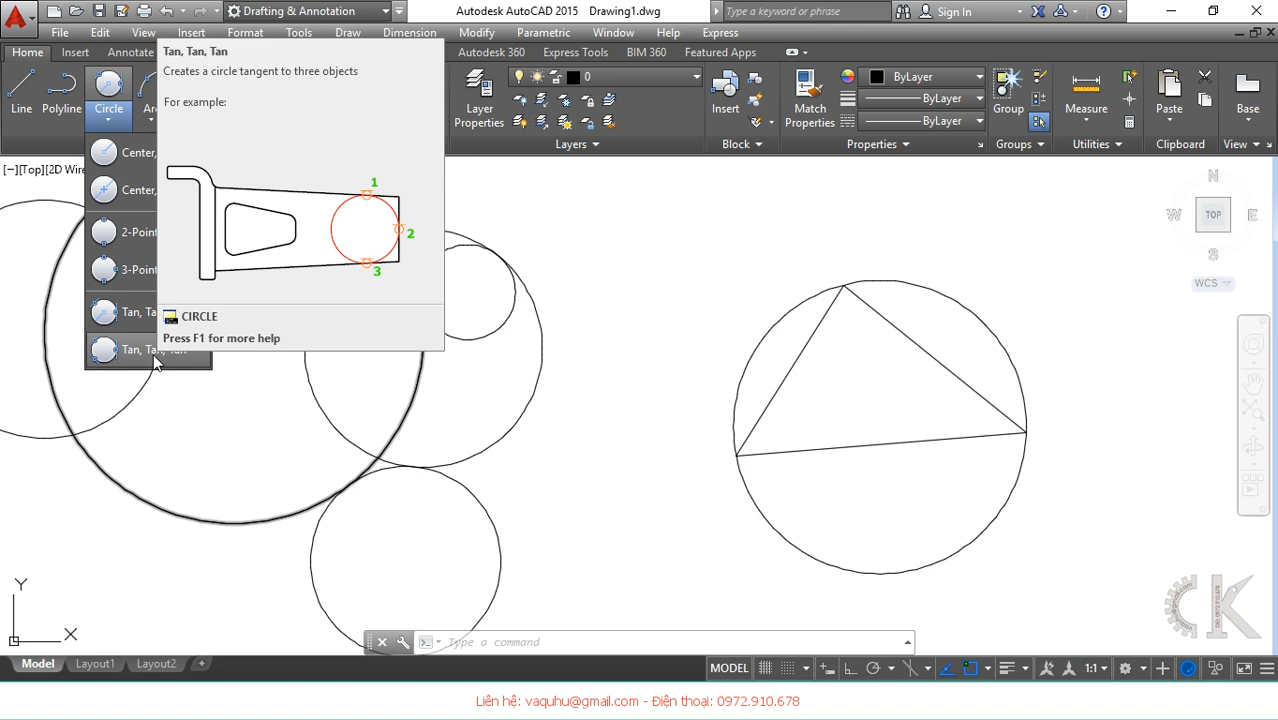 Drafting & Annotation
Autodesk AutoCAD 2015 Drawing1.dwg
Type a keyword or phrase
Sign In
File
Edit
View
Insert
Format
Tools
Draw
Dimension
Modify
Parametric
Window
Help
Express
Home
Insert
Annotate
Autodesk 360
Express Tools
BIM 360
Featured Apps
Line
Polyline
Circle
Layer
Properties
0
Insert
Match
Properties
ByLayer
ByLayer
ByLayer
Group
Measure
Paste
Base
Layers
Block
Properties
Groups
Utilities
Clipboard
View
Tan, Tan, Tan
Creates a circle tangent to three objects
For example:
1
2
3
CIRCLE
Press F1 for more help
Center,
Center,
2-Point
3-Point
Tan, Ta
Tan, Tan, Tan
[−][Top][2D Wire
N
W
TOP
E
S
WCS
Y
X
Type a command
Model
Layout1
Layout2
+
MODEL
1:1
Liên hệ: vaquhu@gmail.com - Điện thoại: 0972.910.678